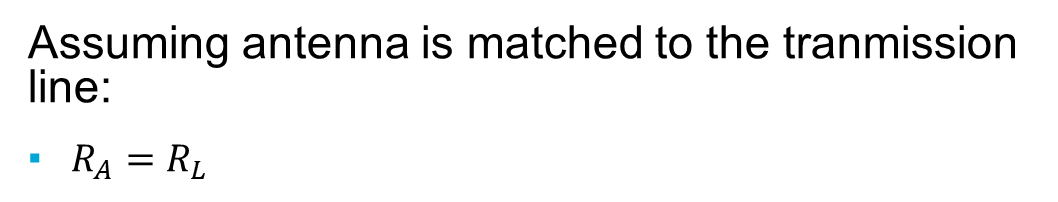 Assuming antenna is matched to the tranmission
line:
▪ R_A = R_L